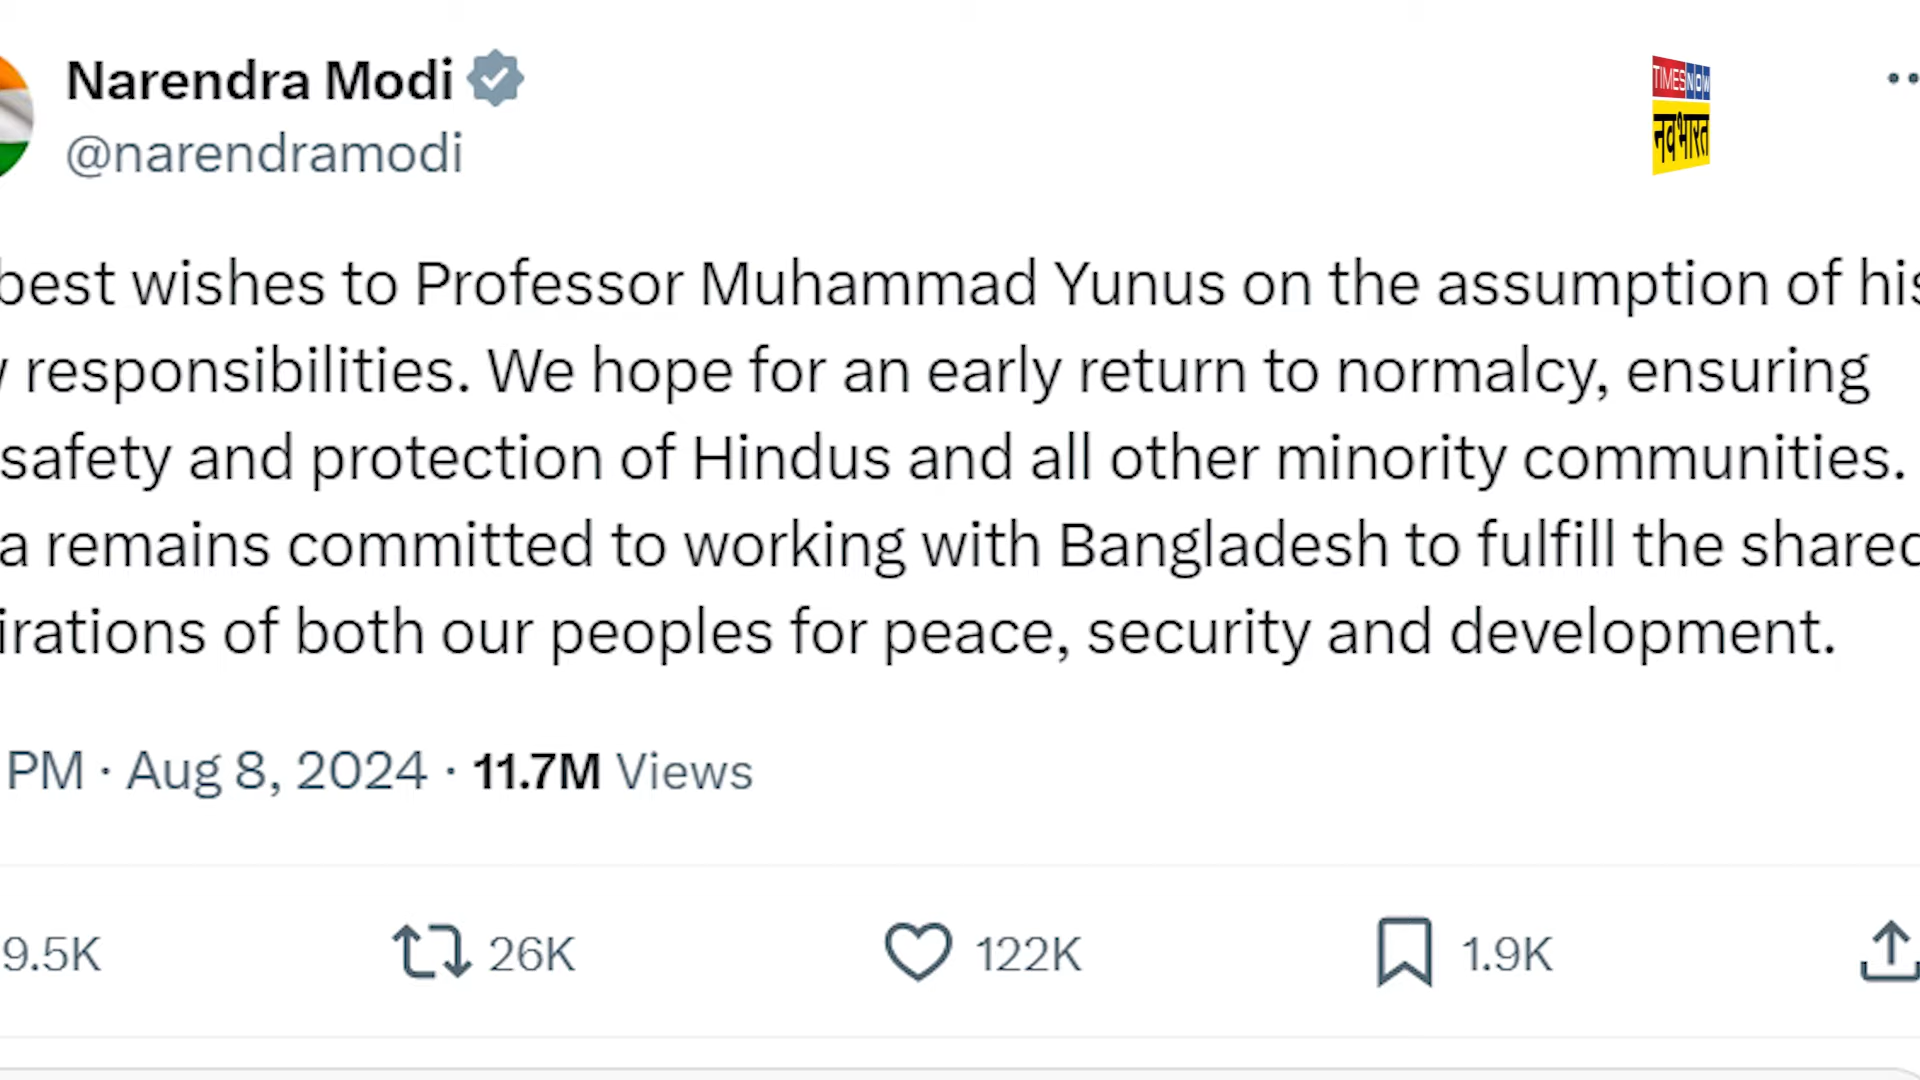 Narendra Modi
@narendramodi
TIMES NOW
नवभारत
best wishes to Professor Muhammad Yunus on the assumption of his
responsibilities. We hope for an early return to normalcy, ensuring
safety and protection of Hindus and all other minority communities.
a remains committed to working with Bangladesh to fulfill the shared
irations of both our peoples for peace, security and development.
PM · Aug 8, 2024 · 11.7M Views
9.5K 26K 122K 1.9K